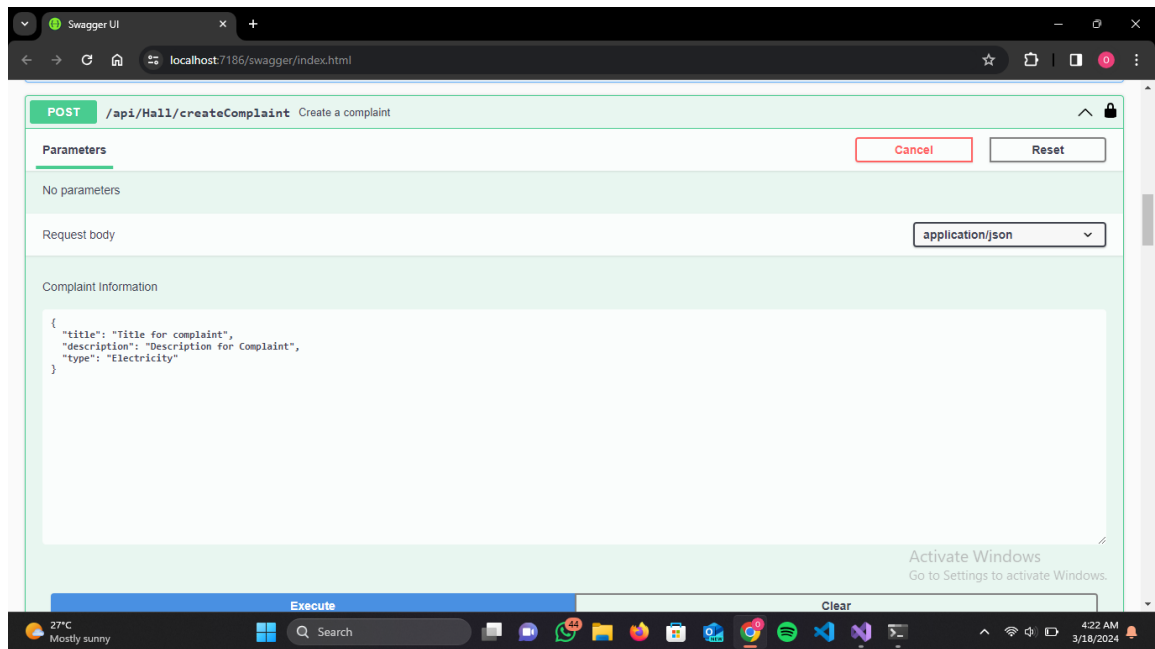 Swagger UI
localhost:7186/swagger/index.html
POST /api/Hall/createComplaint Create a complaint
Parameters
Cancel
Reset
No parameters
Request body
application/json
Complaint Information
{
"title": "Title for complaint",
"description": "Description for Complaint",
"type": "Electricity"
}
Activate Windows
Go to Settings to activate Windows.
Execute
Clear
27°C
Mostly sunny
Search
44
NEW
4:22 AM
3/18/2024